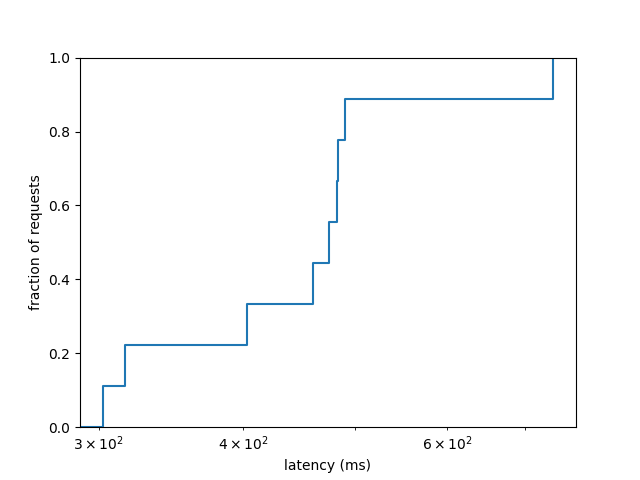 1.0
0.8
0.6
0.4
0.2
0.0
fraction of requests
3 × 10²
4 × 10²
6 × 10²
latency (ms)